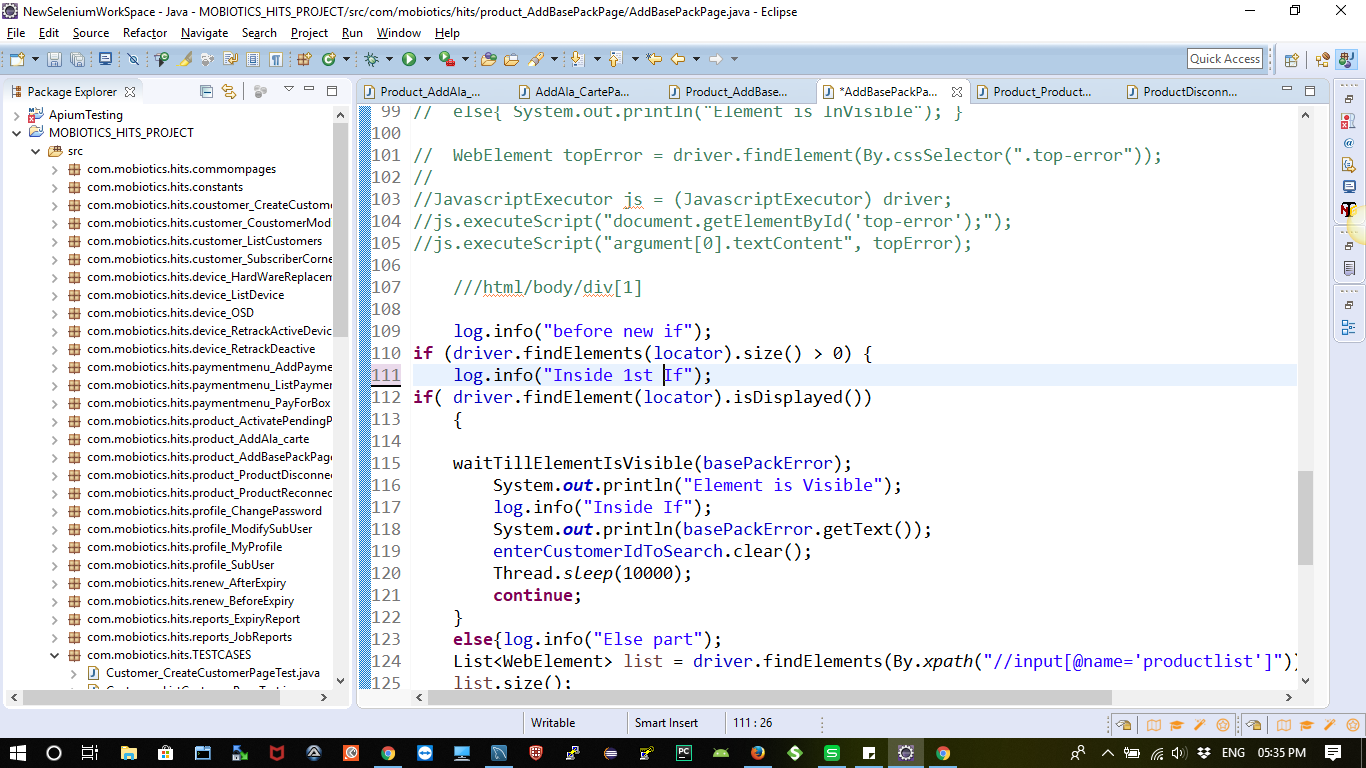 NewSeleniumWorkSpace - Java - MOBIOTICS_HITS_PROJECT/src/com/mobiotics/hits/product_AddBasePackPage/AddBasePackPage.java - Eclipse
File Edit Source Refactor Navigate Search Project Run Window Help
Quick Access
Package Explorer
Product_AddAla_...
AddAla_CartePa...
Product_AddBase...
*AddBasePackPa...
Product_Product...
ProductDisconn...
ApiumTesting
MOBIOTICS_HITS_PROJECT
src
com.mobiotics.hits.commompages
com.mobiotics.hits.constants
com.mobiotics.hits.coustomer_CreateCustome
com.mobiotics.hits.customer_CoustomerMod
com.mobiotics.hits.customer_ListCustomers
com.mobiotics.hits.customer_SubscriberCorne
com.mobiotics.hits.device_HardWareReplacem
com.mobiotics.hits.device_ListDevice
com.mobiotics.hits.device_OSD
com.mobiotics.hits.device_RetrackActiveDevic
com.mobiotics.hits.device_RetrackDeactive
com.mobiotics.hits.paymentmenu_AddPayme
com.mobiotics.hits.paymentmenu_ListPaymer
com.mobiotics.hits.paymentmenu_PayForBox
com.mobiotics.hits.product_ActivatePendingP
com.mobiotics.hits.product_AddAla_carte
com.mobiotics.hits.product_AddBasePackPag
com.mobiotics.hits.product_ProductDisconne
com.mobiotics.hits.product_ProductReconnec
com.mobiotics.hits.profile_ChangePassword
com.mobiotics.hits.profile_ModifySubUser
com.mobiotics.hits.profile_MyProfile
com.mobiotics.hits.profile_SubUser
com.mobiotics.hits.renew_AfterExpiry
com.mobiotics.hits.renew_BeforeExpiry
com.mobiotics.hits.reports_ExpiryReport
com.mobiotics.hits.reports_JobReports
com.mobiotics.hits.TESTCASES
Customer_CreateCustomerPageTest.java
99 //  else{ System.out.println("Element is InVisible"); }
100
101 //  WebElement topError = driver.findElement(By.cssSelector(".top-error"));
102 //
103 //JavascriptExecutor js = (JavascriptExecutor) driver;
104 //js.executeScript("document.getElementById('top-error');");
105 //js.executeScript("argument[0].textContent", topError);
106
107     ///html/body/div[1]
108
109     log.info("before new if");
110 if (driver.findElements(locator).size() > 0) {
111     log.info("Inside 1st If");
112 if( driver.findElement(locator).isDisplayed())
113     {
114
115     waitTillElementIsVisible(basePackError);
116         System.out.println("Element is Visible");
117         log.info("Inside If");
118         System.out.println(basePackError.getText());
119         enterCustomerIdToSearch.clear();
120         Thread.sleep(10000);
121         continue;
122     }
123     else{log.info("Else part");
124     List<WebElement> list = driver.findElements(By.xpath("//input[@name='productlist']"))
125     list.size();
Writable Smart Insert 111 : 26
ENG 05:35 PM